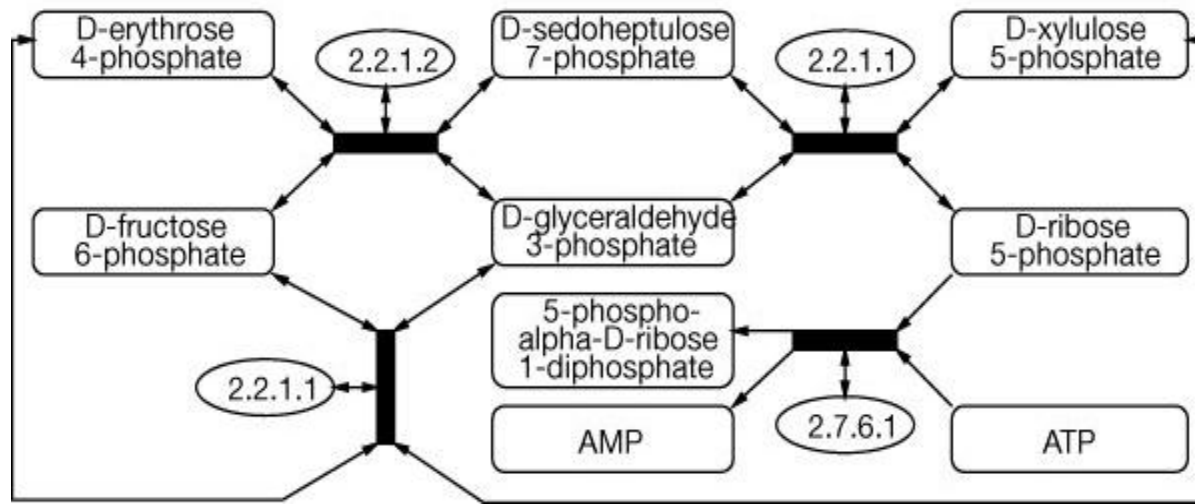 D-erythrose
4-phosphate
2.2.1.2
D-sedoheptulose
7-phosphate
2.2.1.1
D-xylulose
5-phosphate
D-fructose
6-phosphate
D-glyceraldehyde
3-phosphate
D-ribose
5-phosphate
2.2.1.1
5-phospho-
alpha-D-ribose
1-diphosphate
AMP
2.7.6.1
ATP